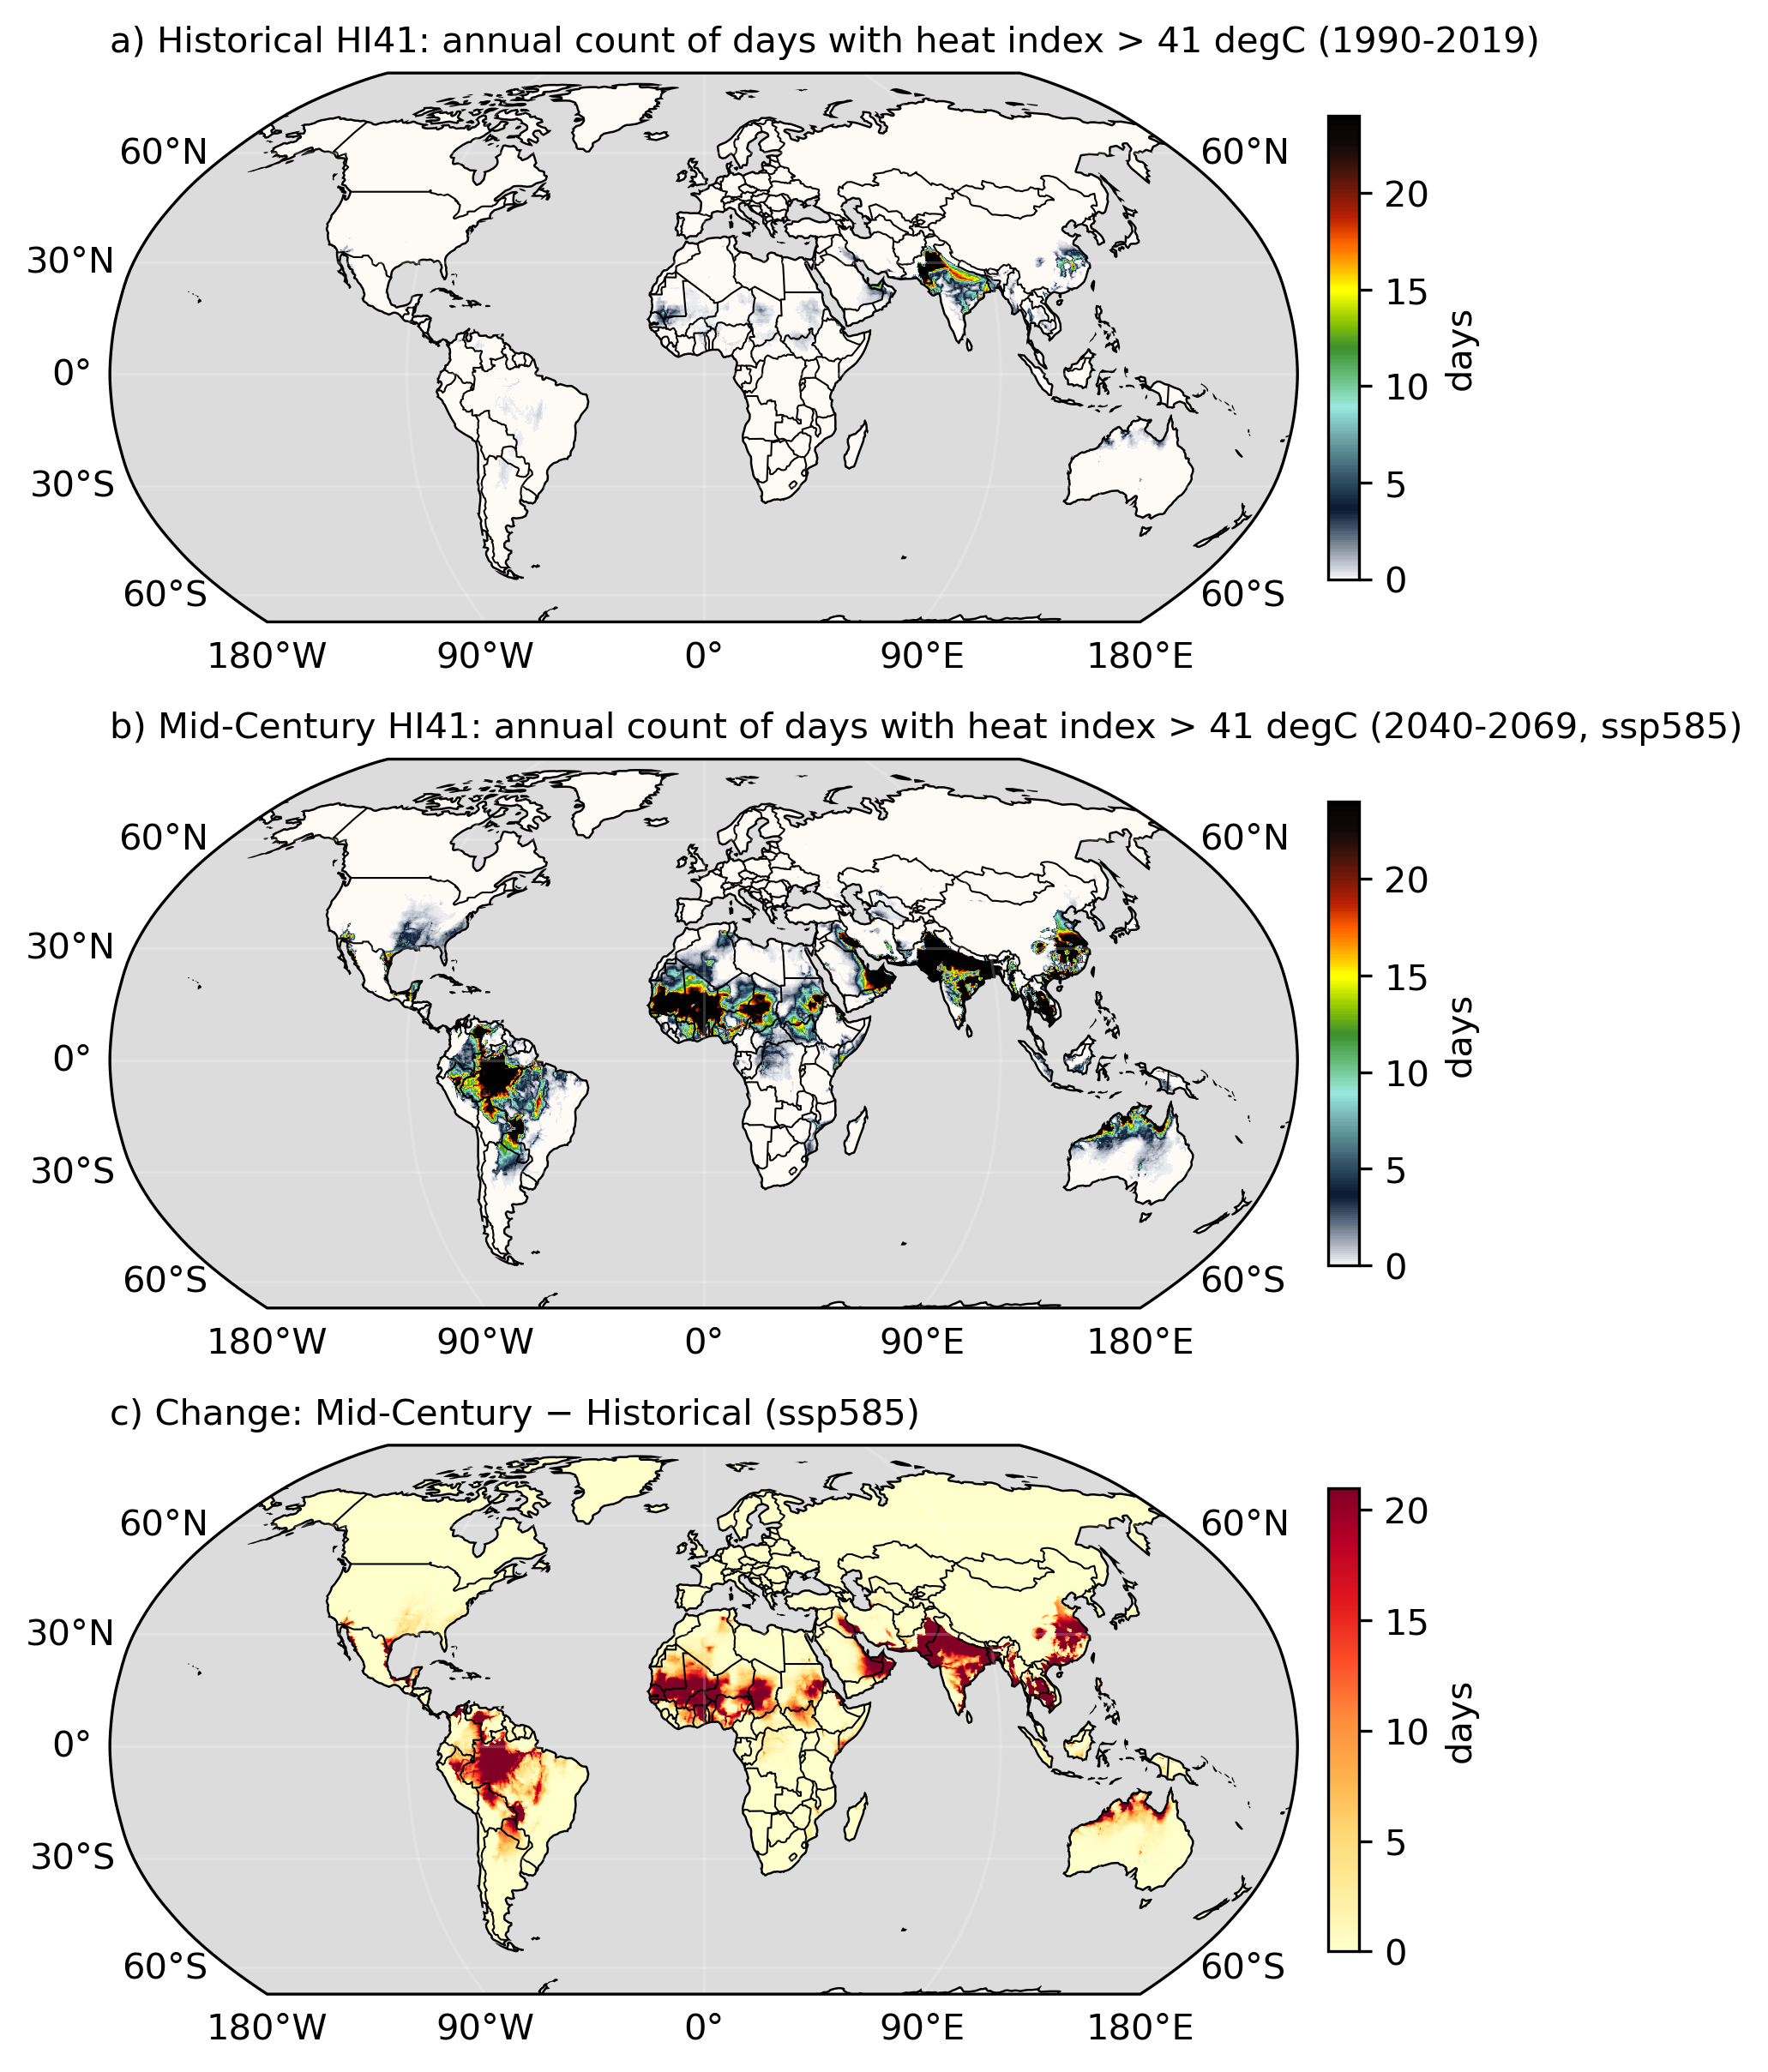 a) Historical HI41: annual count of days with heat index > 41 degC (1990-2019)
60°N 60°N
30°N
0°
30°S
60°S 60°S
180°W 90°W 0° 90°E 180°E
20
15
10
5
0
days
b) Mid-Century HI41: annual count of days with heat index > 41 degC (2040-2069, ssp585)
60°N 60°N
30°N
0°
30°S
60°S 60°S
180°W 90°W 0° 90°E 180°E
20
15
10
5
0
days
c) Change: Mid-Century − Historical (ssp585)
60°N 60°N
30°N
0°
30°S
60°S 60°S
180°W 90°W 0° 90°E 180°E
20
15
10
5
0
days